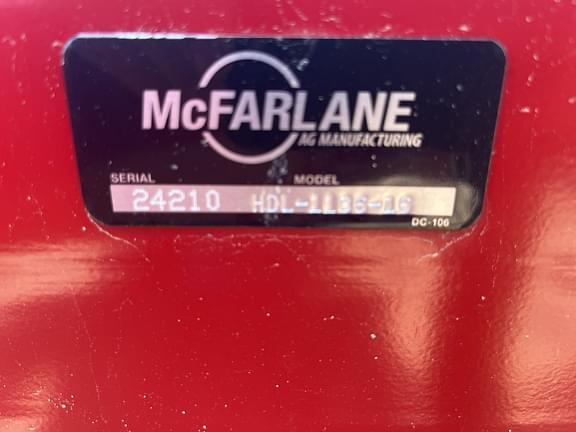 McFARLANE
AG MANUFACTURING
SERIAL MODEL
24210 HDL-1136-16
DC-106